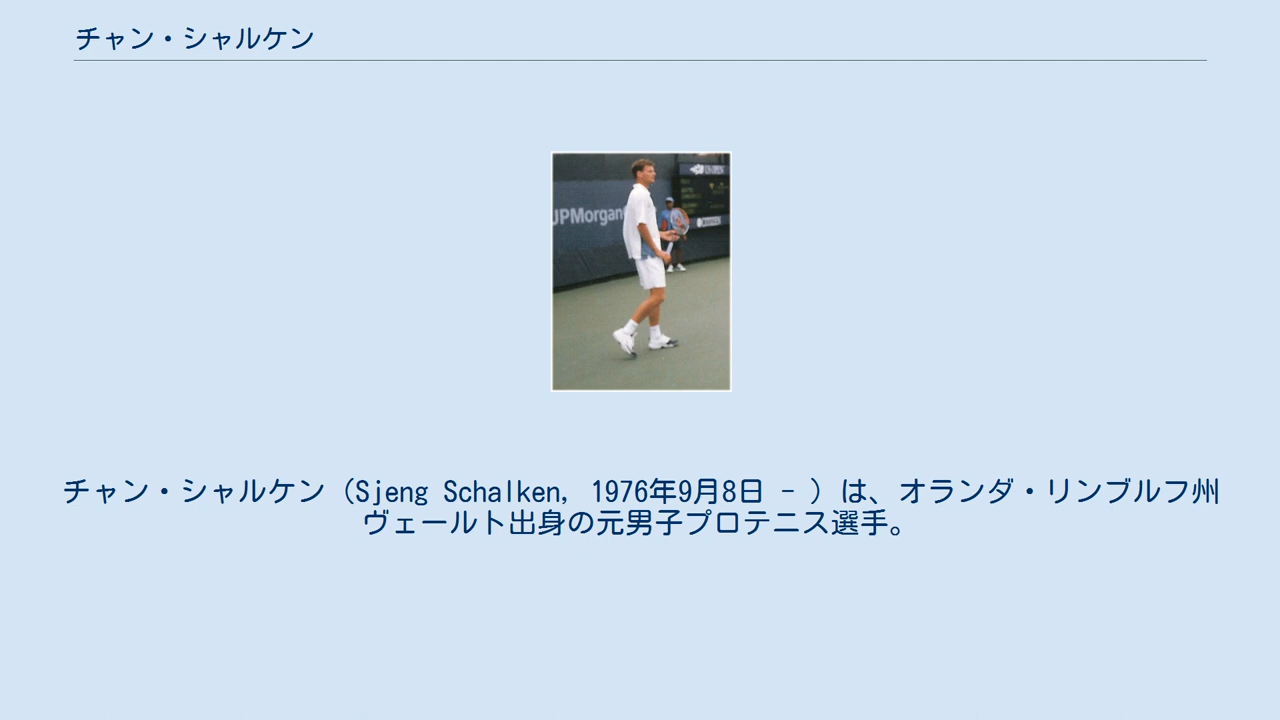 チャン・シャルケン
JPMorgan
チャン・シャルケン（Sjeng Schalken, 1976年9月8日 - ）は、オランダ・リンブルフ州
ヴェールト出身の元男子プロテニス選手。